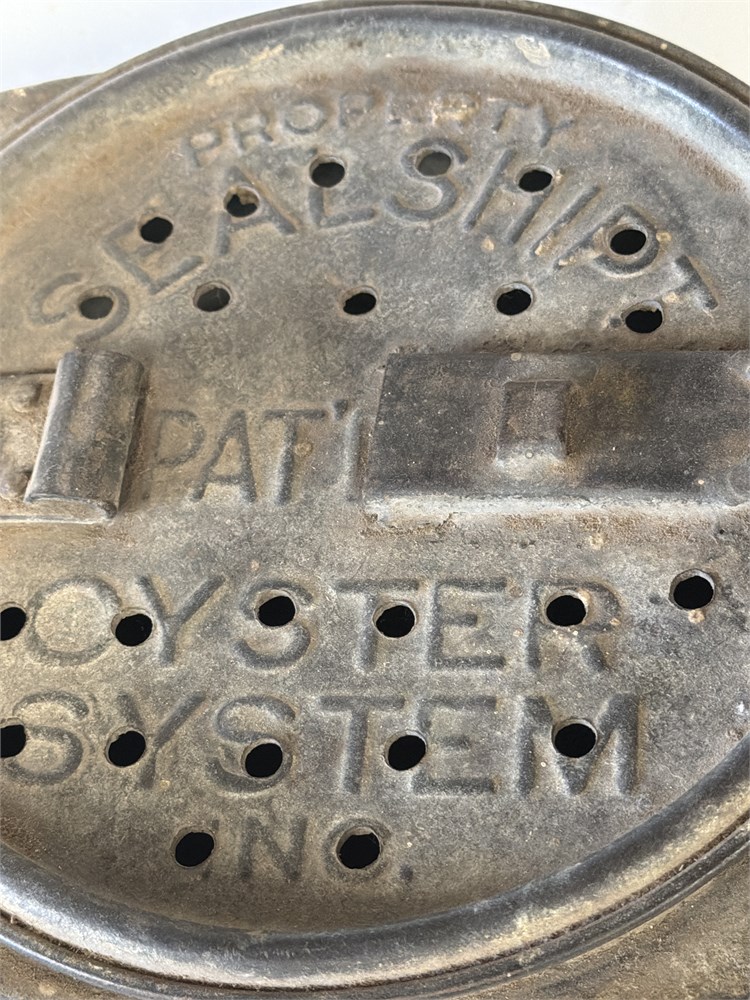 PROPERTY
SEALSHIPT
PAT'
OYSTER
SYSTEM
INC.